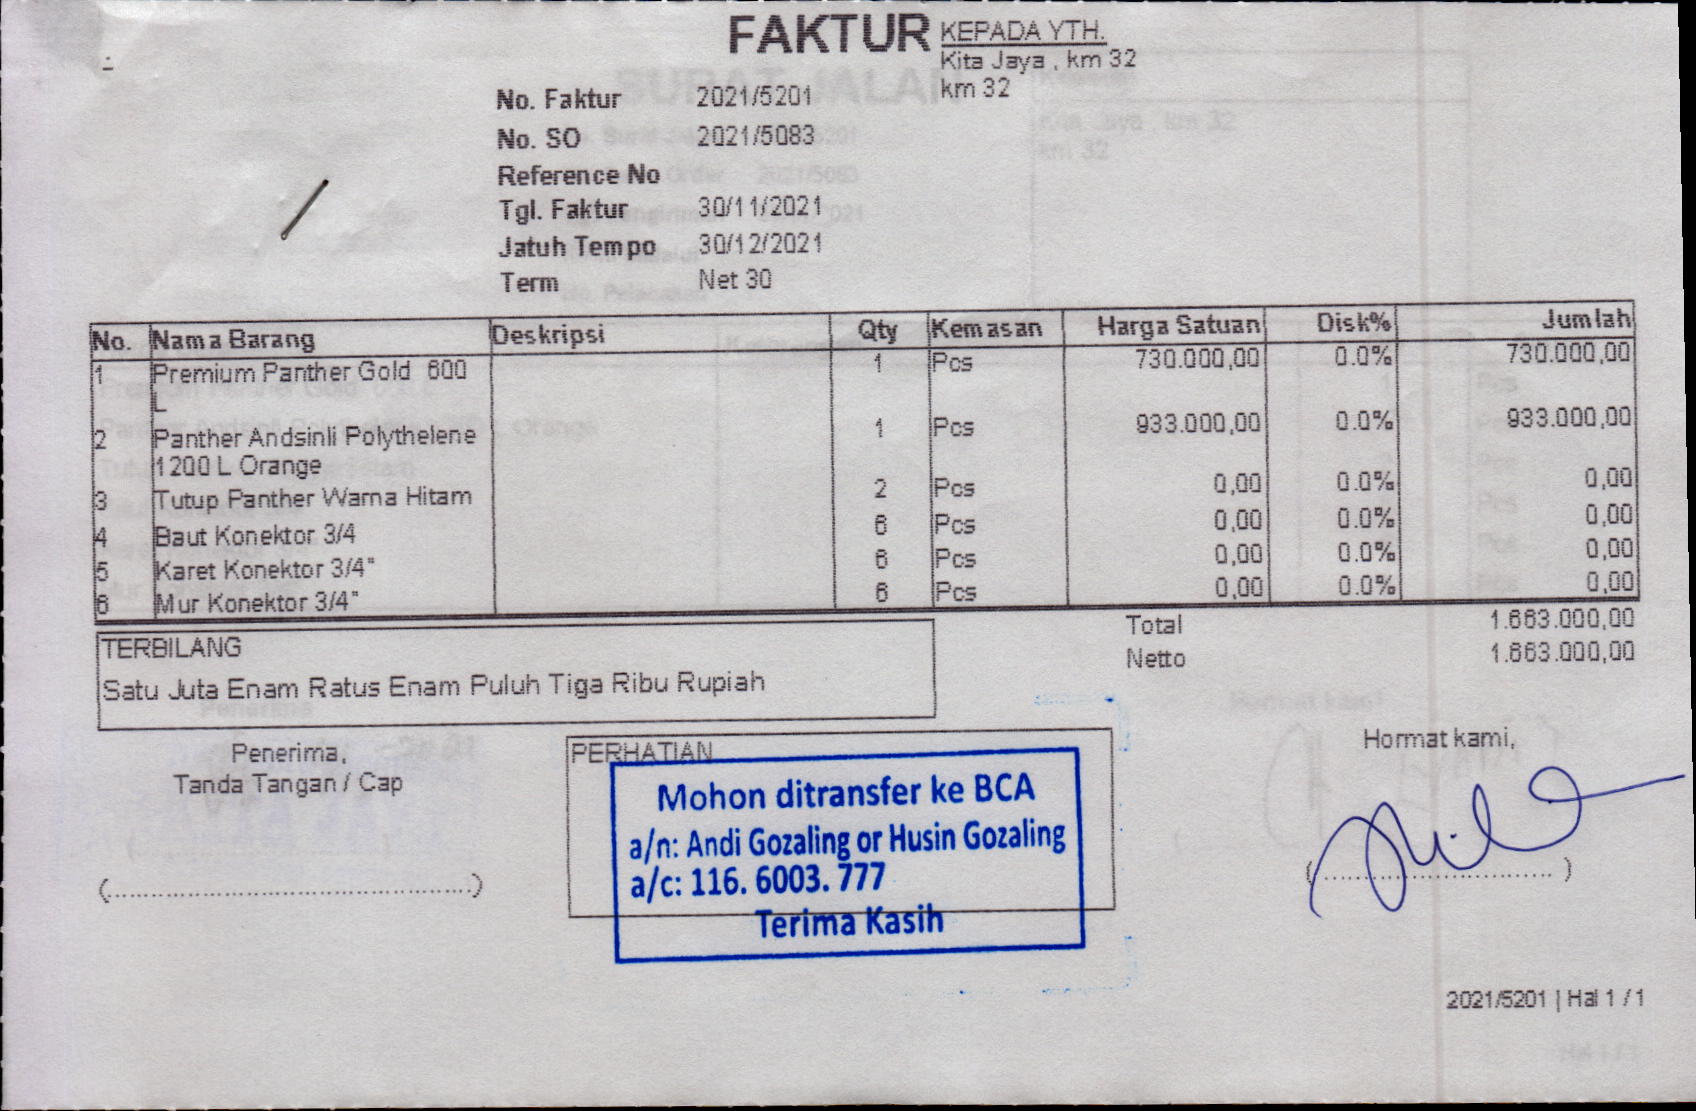 FAKTUR
KEPADA YTH.
Kita Jaya , km 32
km 32
No. Faktur 2021/5201
No. SO 2021/5083
Reference No
Tgl. Faktur 30/11/2021
Jatuh Tempo 30/12/2021
Term Net 30
No. Nama Barang Deskripsi Qty Kemasan Harga Satuan Disk% Jumlah
1 Premium Panther Gold 600 1 Pcs 730.000,00 0.0% 730.000,00
L
2 Panther Andsinli Polythelene 1 Pcs 933.000,00 0.0% 933.000,00
1200 L Orange
3 Tutup Panther Warna Hitam 2 Pcs 0,00 0.0% 0,00
4 Baut Konektor 3/4 6 Pcs 0,00 0.0% 0,00
5 Karet Konektor 3/4" 6 Pcs 0,00 0.0% 0,00
6 Mur Konektor 3/4" 6 Pcs 0,00 0.0% 0,00
Total 1.663.000,00
Netto 1.663.000,00
TERBILANG
Satu Juta Enam Ratus Enam Puluh Tiga Ribu Rupiah
Penerima,
Tanda Tangan / Cap
PERHATIAN
Mohon ditransfer ke BCA
a/n: Andi Gozaling or Husin Gozaling
a/c: 116. 6003. 777
Terima Kasih
Hormat kami,
2021/5201 | Hal 1 / 1